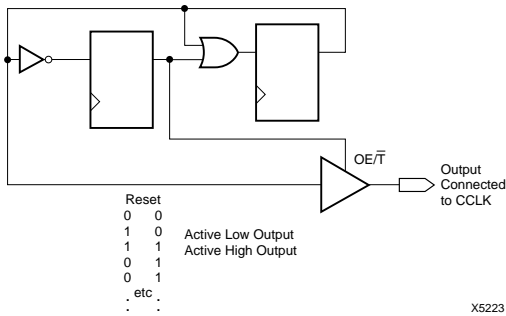 OE/T̅
Output
Connected
to CCLK
Reset
0 0
1 0 Active Low Output
1 1 Active High Output
0 1
0 1
. etc .
. .
X5223